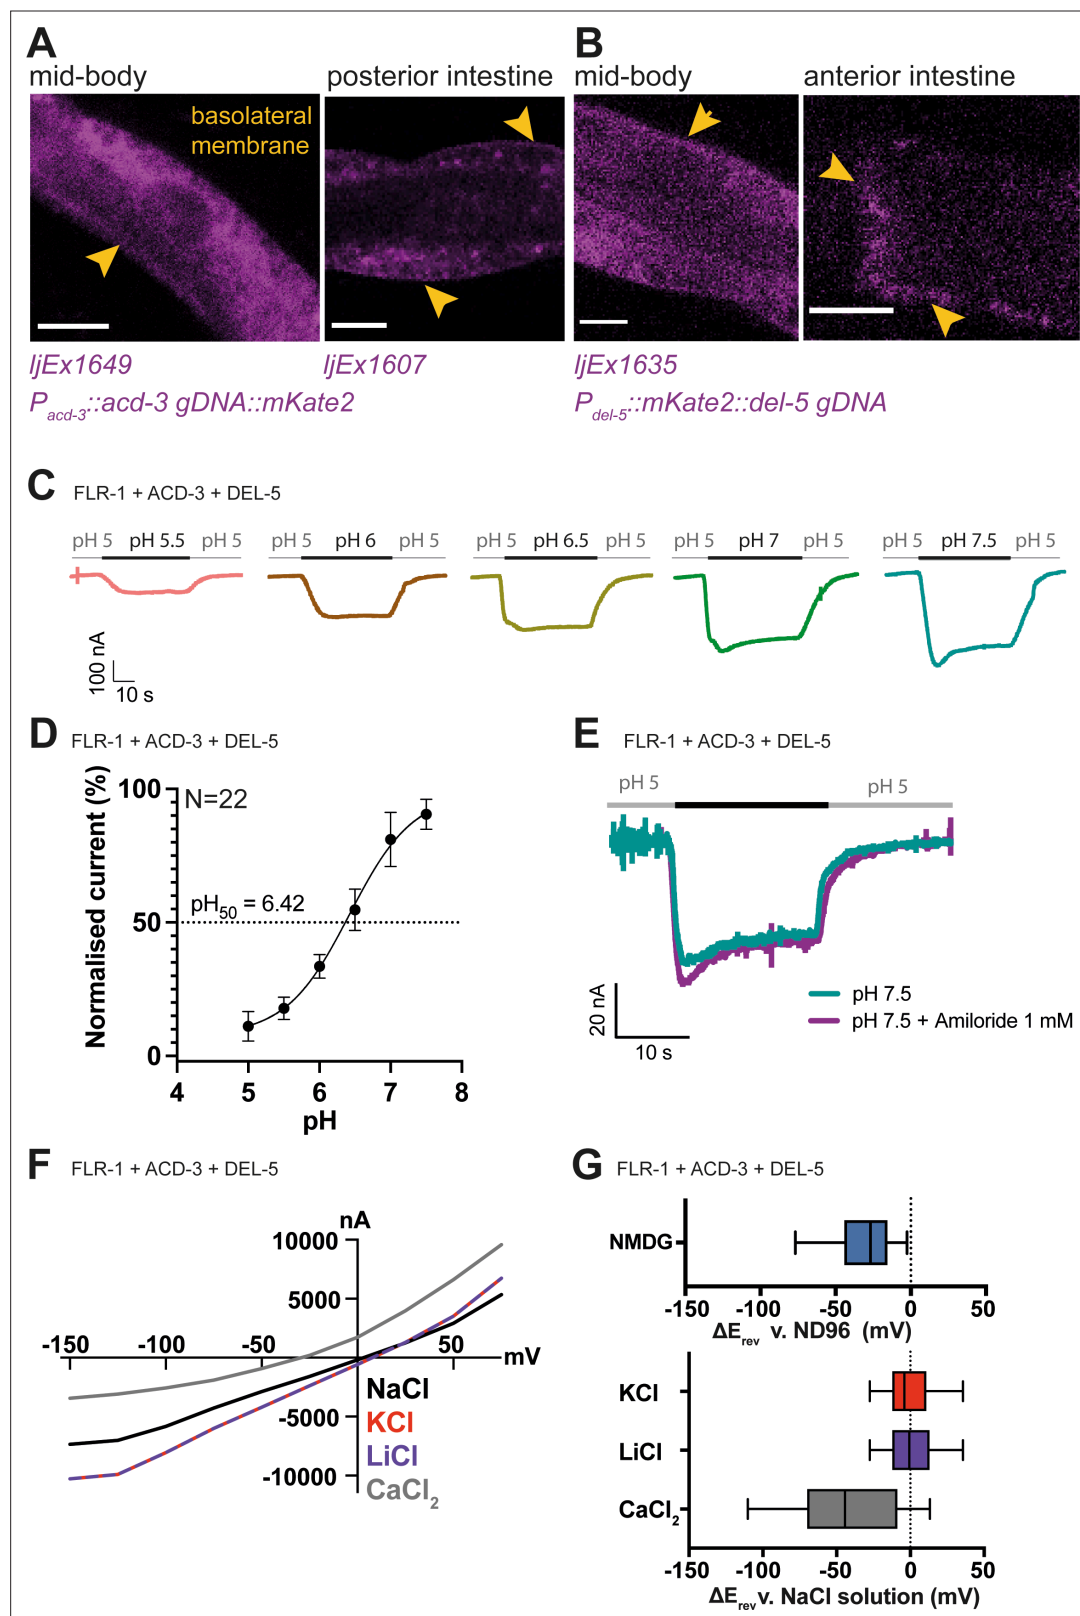 A
mid-body
posterior intestine
basolateral
membrane
ljEx1649
ljEx1607
Pacd-3::acd-3 gDNA::mKate2
B
mid-body
anterior intestine
ljEx1635
Pdel-5::mKate2::del-5 gDNA
C FLR-1 + ACD-3 + DEL-5
pH 5 pH 5.5 pH 5
pH 5 pH 6 pH 5
pH 5 pH 6.5 pH 5
pH 5 pH 7 pH 5
pH 5 pH 7.5 pH 5
100 nA
10 s
D FLR-1 + ACD-3 + DEL-5
Normalised current (%)
100
50
0
N=22
pH50 = 6.42
4 5 6 7 8
pH
E FLR-1 + ACD-3 + DEL-5
pH 5
pH 5
20 nA
10 s
pH 7.5
pH 7.5 + Amiloride 1 mM
F FLR-1 + ACD-3 + DEL-5
nA
10000
5000
-150 -100 -50 50 mV
-5000
-10000
NaCl
KCl
LiCl
CaCl2
G FLR-1 + ACD-3 + DEL-5
NMDG
-150 -100 -50 0 50
ΔErev v. ND96 (mV)
KCl
LiCl
CaCl2
-150 -100 -50 0 50
ΔErev v. NaCl solution (mV)